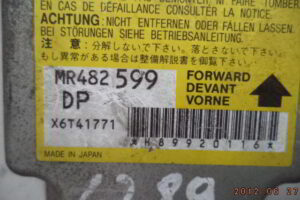 EN CAS DE DÉFAILLANCE CONSULTER LA NOTICE.
ACHTUNG: NICHT ENTFERNEN ODER FALLEN LASSEN.
BEI STÖRUNGEN SIEHE BETRIEBSANLEITUNG.
注意：分解しないで下さい。落とさないで下さい。
もし異常がある場合は整備解説書を御覧下さい。
MR482599
DP
X6T41771
FORWARD
DEVANT
VORNE
*H89920116*
MADE IN JAPAN
2012.06.27